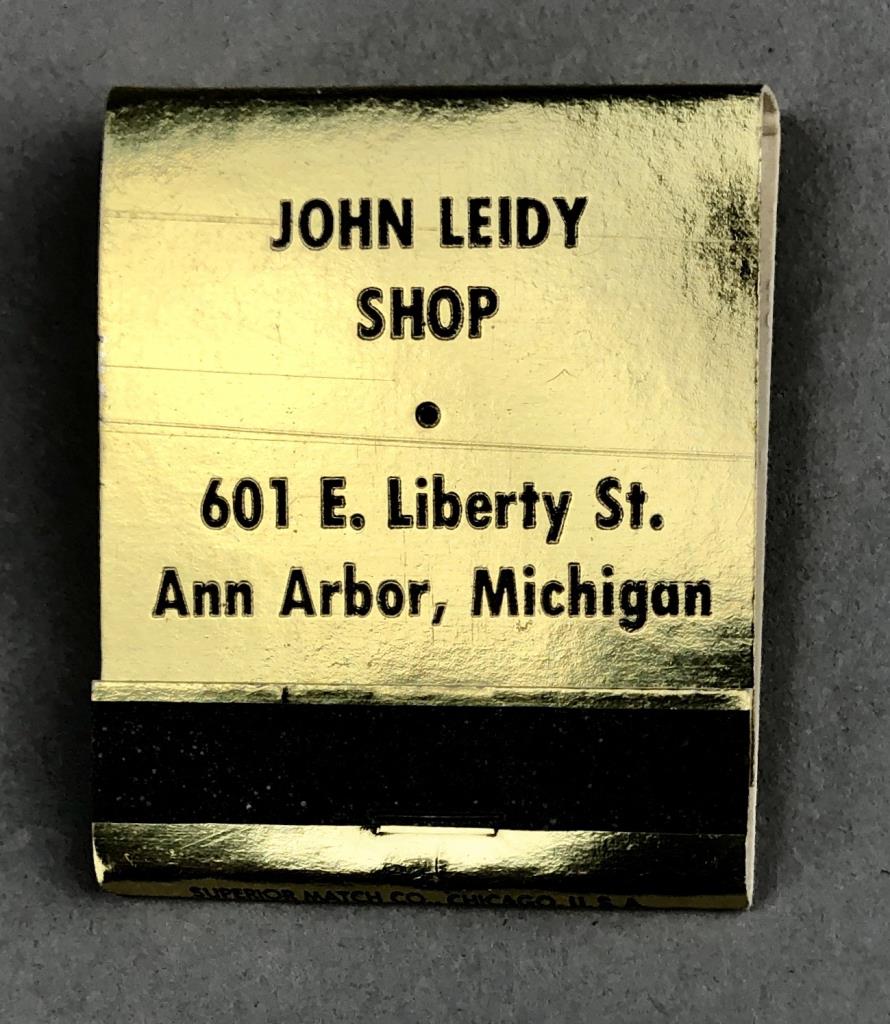 JOHN LEIDY
SHOP
•
601 E. Liberty St.
Ann Arbor, Michigan
SUPERIOR MATCH CO., CHICAGO, U.S.A.